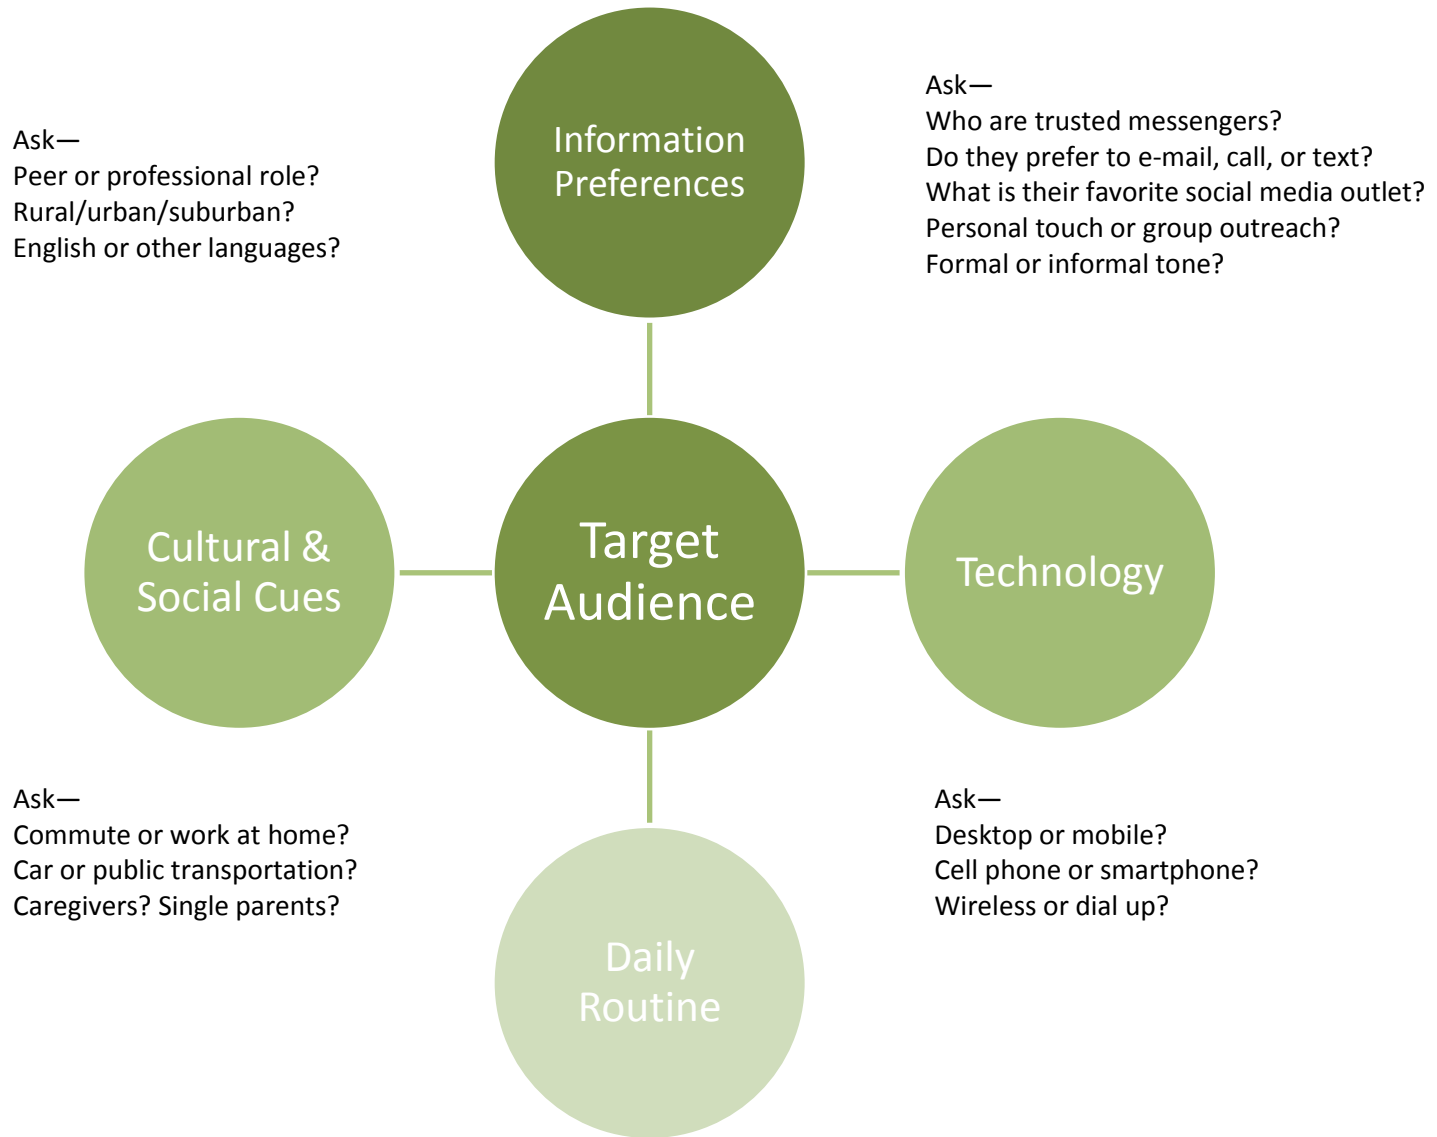 Information
Preferences
Ask—
Peer or professional role?
Rural/urban/suburban?
English or other languages?
Ask—
Who are trusted messengers?
Do they prefer to e-mail, call, or text?
What is their favorite social media outlet?
Personal touch or group outreach?
Formal or informal tone?
Cultural &
Social Cues
Target
Audience
Technology
Ask—
Commute or work at home?
Car or public transportation?
Caregivers? Single parents?
Ask—
Desktop or mobile?
Cell phone or smartphone?
Wireless or dial up?
Daily
Routine